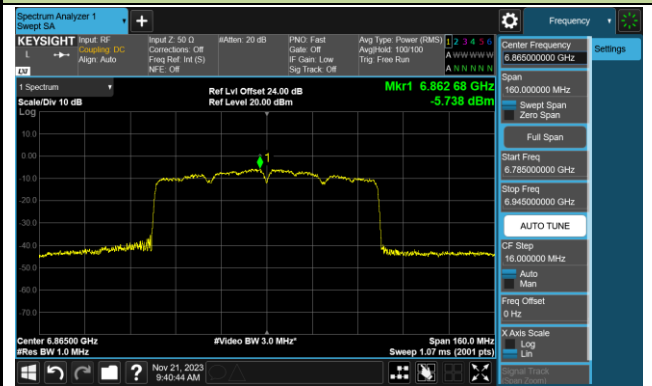 Spectrum Analyzer 1
Swept SA
Frequency
KEYSIGHT
L
LXI
Input: RF
Coupling: DC
Align: Auto
Input Z: 50 Ω
Corrections: Off
Freq Ref: Int (S)
NFE: Off
#Atten: 20 dB
PNO: Fast
Gate: Off
IF Gain: Low
Sig Track: Off
Avg Type: Power (RMS)
Avg|Hold: 100/100
Trig: Free Run
1 2 3 4 5 6
A W W W W W
A N N N N N
1 Spectrum
Scale/Div 10 dB
Log
Ref Lvl Offset 24.00 dB
Ref Level 20.00 dBm
Mkr1 6.862 68 GHz
-5.738 dBm
10.0
0.00
-10.0
-20.0
-30.0
-40.0
-50.0
-60.0
-70.0
1
Center 6.86500 GHz
#Res BW 1.0 MHz
#Video BW 3.0 MHz*
Span 160.0 MHz
Sweep 1.07 ms (2001 pts)
Nov 21, 2023
9:40:44 AM
Center Frequency
6.865000000 GHz
Settings
Span
160.000000 MHz
Swept Span
Zero Span
Full Span
Start Freq
6.785000000 GHz
Stop Freq
6.945000000 GHz
AUTO TUNE
CF Step
16.000000 MHz
Auto
Man
Freq Offset
0 Hz
X Axis Scale
Log
Lin
Signal Track
(Span Zoom)